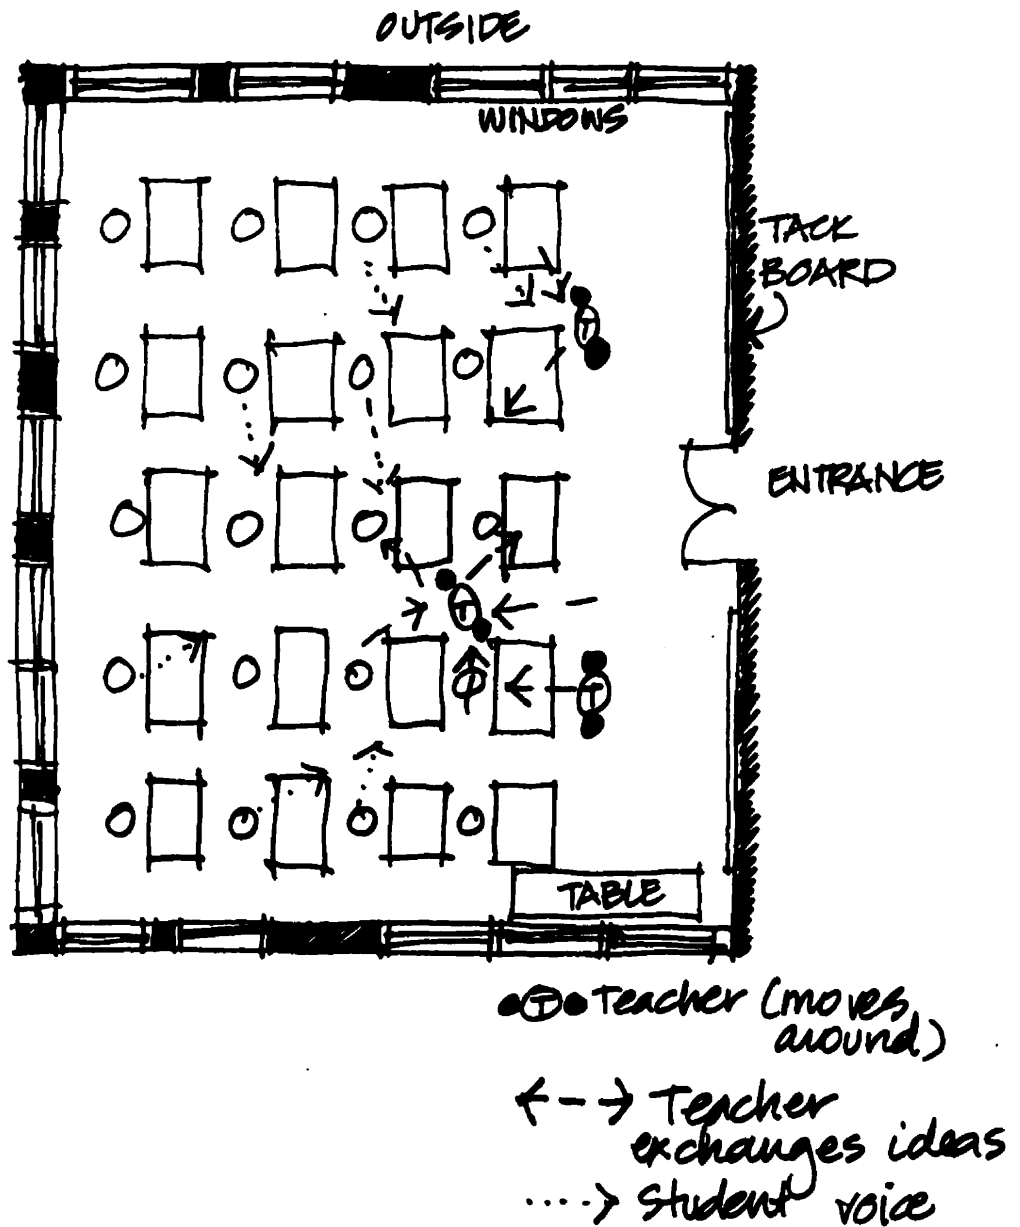 OUTSIDE
WINDOWS
TACK
BOARD
T
ENTRANCE
T
T
TABLE
T Teacher (moves
around)
Teacher
exchanges ideas
Student voice